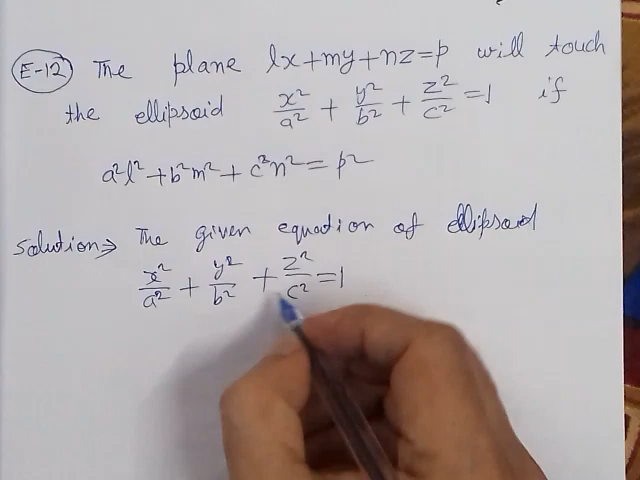 E-12 The plane lx+my+nz=p will touch
the ellipsoid x²/a² + y²/b² + z²/c² = 1 if
a²l² + b²m² + c²n² = p²
Solution⇒ The given equation of ellipsoid
x²/a² + y²/b² + z²/c² = 1